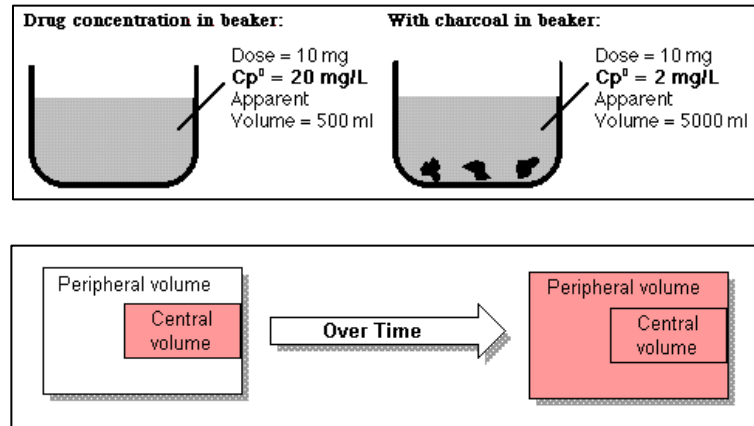 Drug concentration in beaker:
Dose = 10 mg
Cp⁰ = 20 mg/L
Apparent
Volume = 500 ml
With charcoal in beaker:
Dose = 10 mg
Cp⁰ = 2 mg/L
Apparent
Volume = 5000 ml
Peripheral volume
Central
volume
Over Time
Peripheral volume
Central
volume